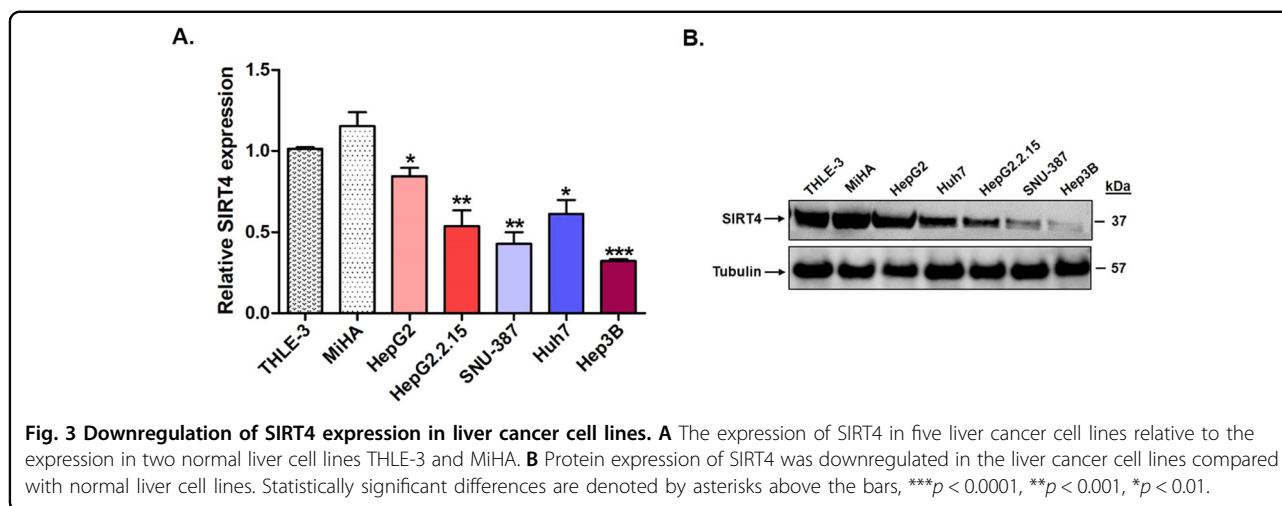 A.
1.5
1.0
0.5
0.0
Relative SIRT4 expression
*
**
**
*
***
THLE-3
MiHA
HepG2
HepG2.2.15
SNU-387
Huh7
Hep3B
B.
THLE-3
MiHA
HepG2
Huh7
HepG2.2.15
SNU-387
Hep3B
kDa
SIRT4
37
Tubulin
57
Fig. 3 Downregulation of SIRT4 expression in liver cancer cell lines. A The expression of SIRT4 in five liver cancer cell lines relative to the
expression in two normal liver cell lines THLE-3 and MiHA. B Protein expression of SIRT4 was downregulated in the liver cancer cell lines compared
with normal liver cell lines. Statistically significant differences are denoted by asterisks above the bars, ***p < 0.0001, **p < 0.001, *p < 0.01.